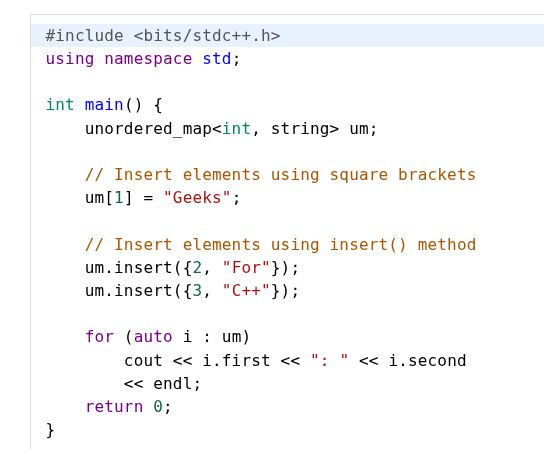 #include <bits/stdc++.h>
using namespace std;

int main() {
    unordered_map<int, string> um;

    // Insert elements using square brackets
    um[1] = "Geeks";

    // Insert elements using insert() method
    um.insert({2, "For"});
    um.insert({3, "C++"});

    for (auto i : um)
        cout << i.first << ": " << i.second
        << endl;
    return 0;
}